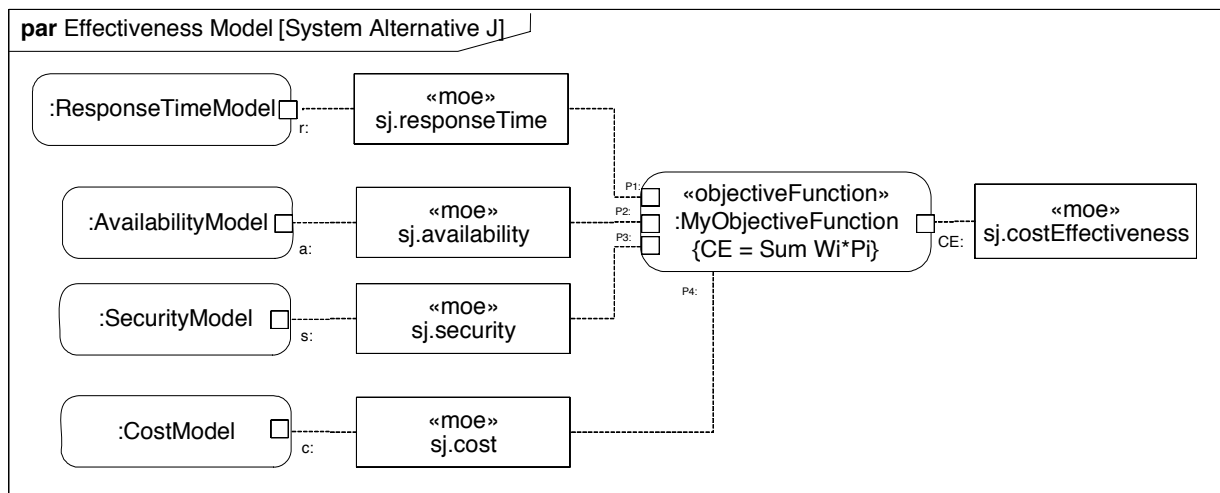 par Effectiveness Model [System Alternative J]
:ResponseTimeModel
r:
«moe»
sj.responseTime
:AvailabilityModel
a:
«moe»
sj.availability
:SecurityModel
s:
«moe»
sj.security
:CostModel
c:
«moe»
sj.cost
P1:
P2:
P3:
P4:
«objectiveFunction»
:MyObjectiveFunction
{CE = Sum Wi*Pi}
CE:
«moe»
sj.costEffectiveness